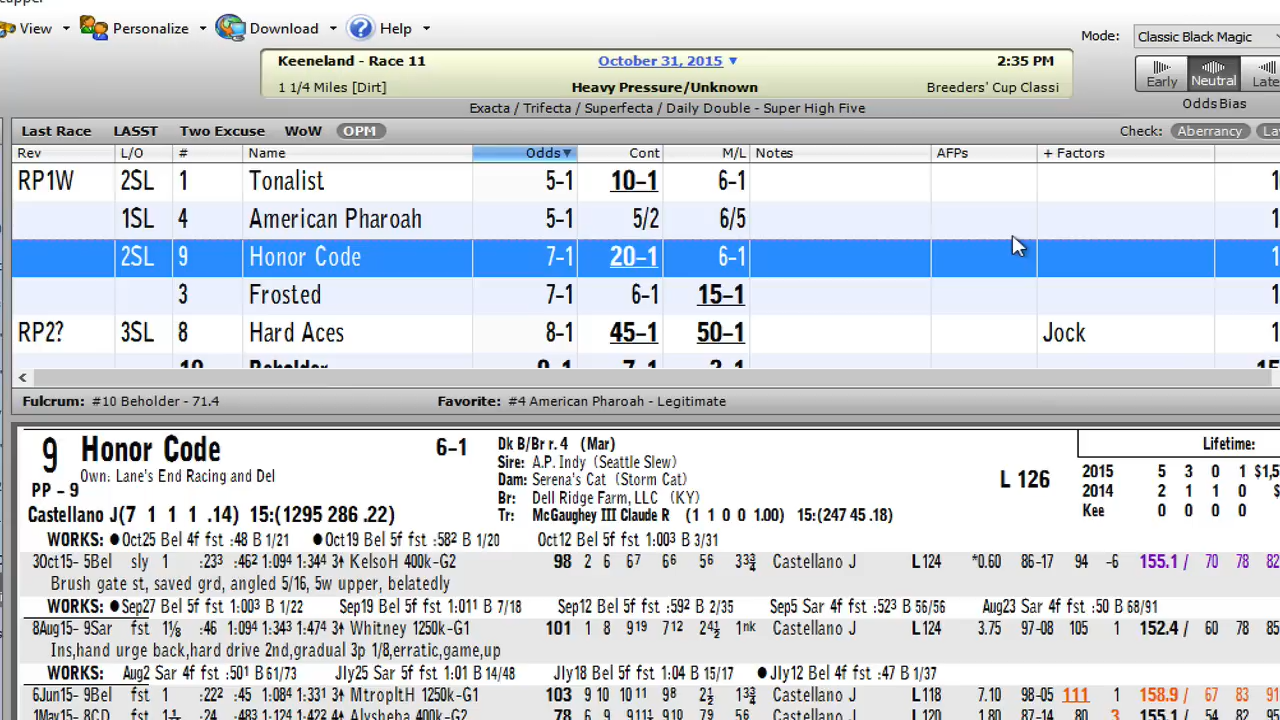 View Personalize Download Help
Mode: Classic Black Magic
Keeneland - Race 11 October 31, 2015 2:35 PM
1 1/4 Miles [Dirt] Heavy Pressure/Unknown Breeders' Cup Classi
Early Neutral Late
Exacta / Trifecta / Superfecta / Daily Double - Super High Five
Odds Bias
Last Race LASST Two Excuse WoW OPM Check: Aberrancy
Rev L/O # Name Odds Cont M/L Notes AFPs + Factors
RP1W 2SL 1 Tonalist 5-1 10-1 6-1
1SL 4 American Pharoah 5-1 5/2 6/5
2SL 9 Honor Code 7-1 20-1 6-1
3 Frosted 7-1 6-1 15-1
RP2? 3SL 8 Hard Aces 8-1 45-1 50-1 Jock
10 Beholder
Fulcrum: #10 Beholder - 71.4 Favorite: #4 American Pharoah - Legitimate
9 Honor Code 6-1 Dk B/Br r. 4 (Mar) Lifetime:
Own: Lane's End Racing and Del Sire: A.P. Indy (Seattle Slew)
PP - 9 Dam: Serena's Cat (Storm Cat) L 126 2015 5 3 0 1 $1,5
Br: Dell Ridge Farm, LLC (KY) 2014 2 1 1 0 $
Castellano J(7 1 1 1 .14) 15:(1295 286 .22) Tr: McGaughey III Claude R (1 1 0 0 1.00) 15:(247 45 .18) Kee 0 0 0 0
WORKS: ●Oct25 Bel 4f fst :48 B 1/21 ●Oct19 Bel 5f fst :58² B 1/20 Oct12 Bel 5f fst 1:00³ B 3/31
30Oct15- 5Bel sly 1 :23³ :46² 1:09⁴ 1:34⁴ 3↑ KelsoH 400k-G2 98 2 6 6⁷ 6⁶ 5⁶ 33¾ Castellano J L124 *0.60 86-17 94 -6 155.1 / 70 78 82
Brush gate st, saved grd, angled 5/16, 5w upper, belatedly
WORKS: ●Sep27 Bel 5f fst 1:00³ B 1/22 Sep19 Bel 5f fst 1:01¹ B 7/18 Sep12 Bel 5f fst :59² B 2/35 Sep5 Sar 4f fst :52³ B 56/56 Aug23 Sar 4f fst :50 B 68/91
8Aug15- 9Sar fst 1⅛ :46 1:09⁴ 1:34³ 1:47⁴ 3↑ Whitney 1250k-G1 101 1 8 9¹⁹ 7¹² 2⁴½ 1ⁿᵏ Castellano J L124 3.75 97-08 105 1 152.4 / 60 78 85
Ins,hand urge back,hard drive 2nd,gradual 3p 1/8,erratic,game,up
WORKS: Aug2 Sar 4f fst :50¹ B 61/73 Jly25 Sar 5f fst 1:01 B 14/48 Jly18 Bel 5f fst 1:04 B 15/17 ●Jly12 Bel 4f fst :47 B 1/37
6Jun15- 9Bel fst 1 :22² :45 1:08⁴ 1:33¹ 3↑ MtropltH 1250k-G1 103 9 10 10¹¹ 9⁸ 2½ 13¾ Castellano J L118 7.10 98-05 111 1 158.9 / 67 83 91